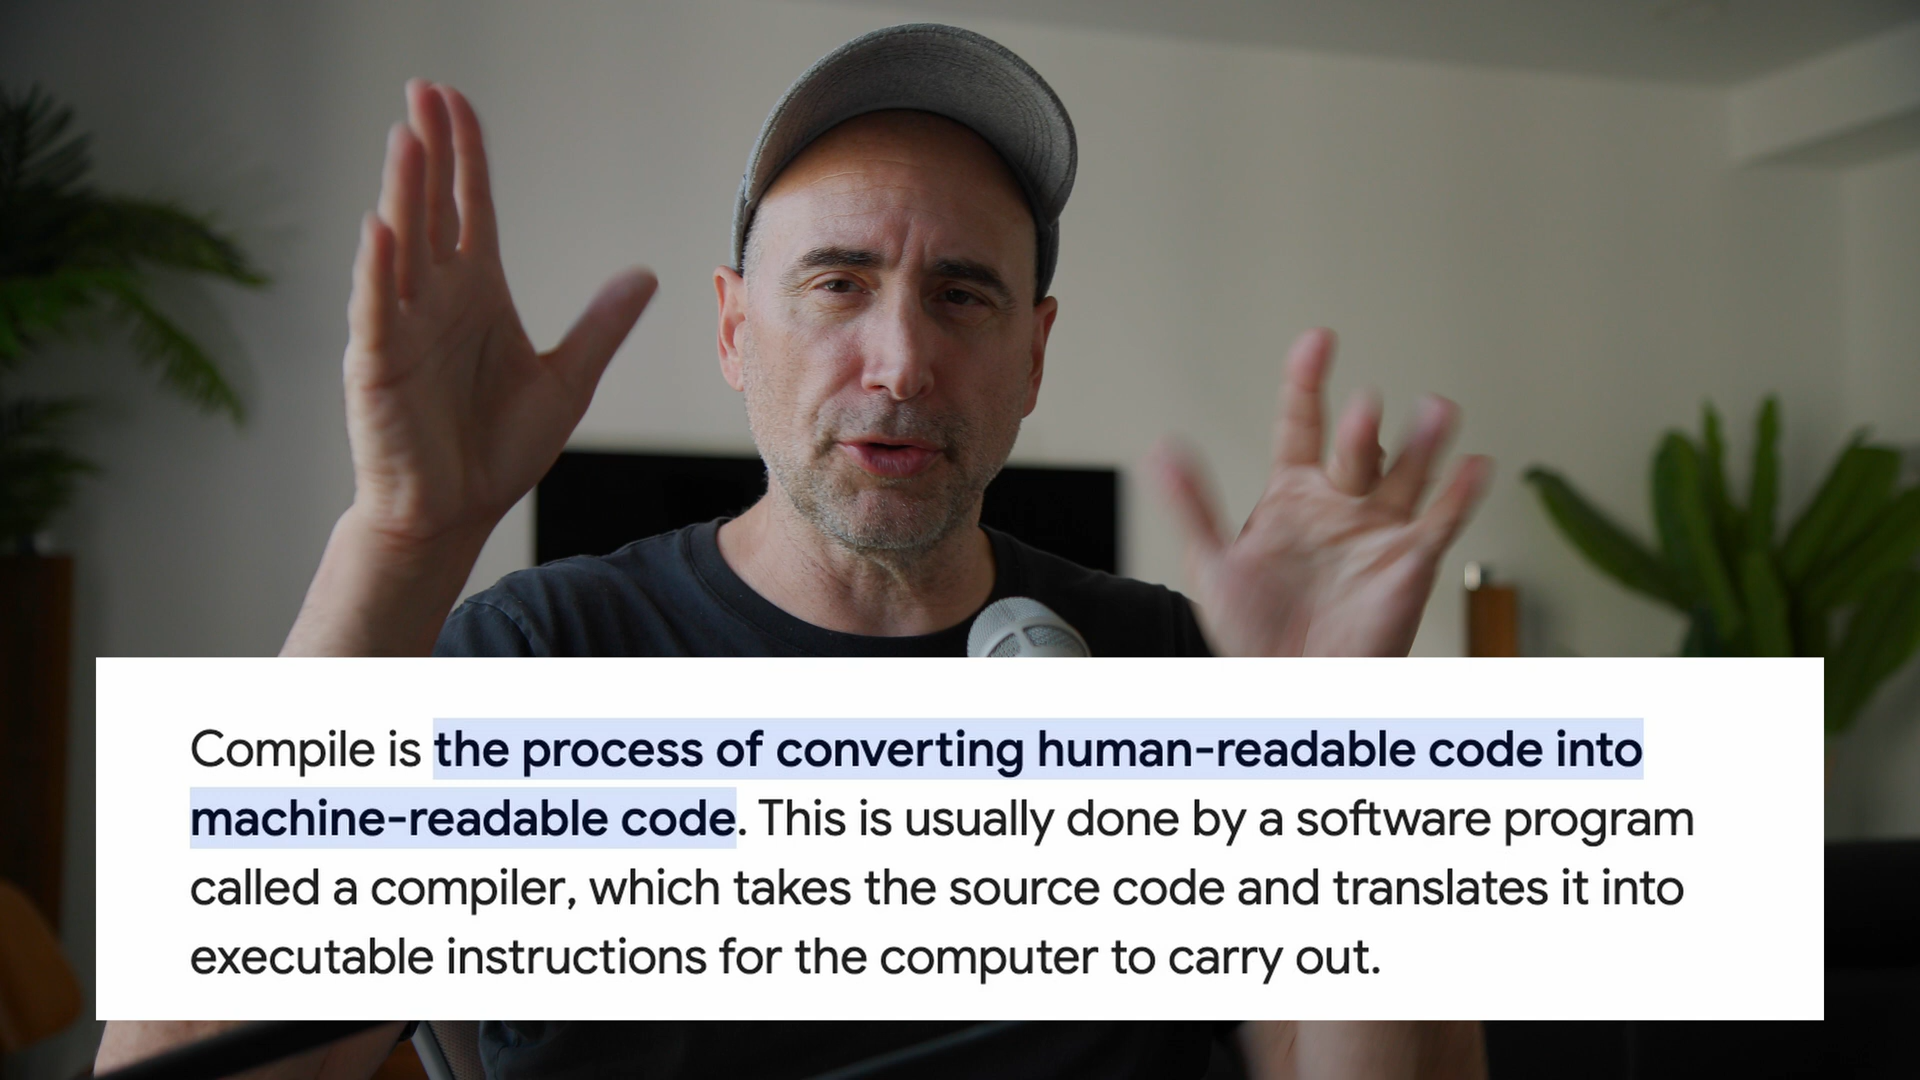 Compile is the process of converting human-readable code into
machine-readable code. This is usually done by a software program
called a compiler, which takes the source code and translates it into
executable instructions for the computer to carry out.